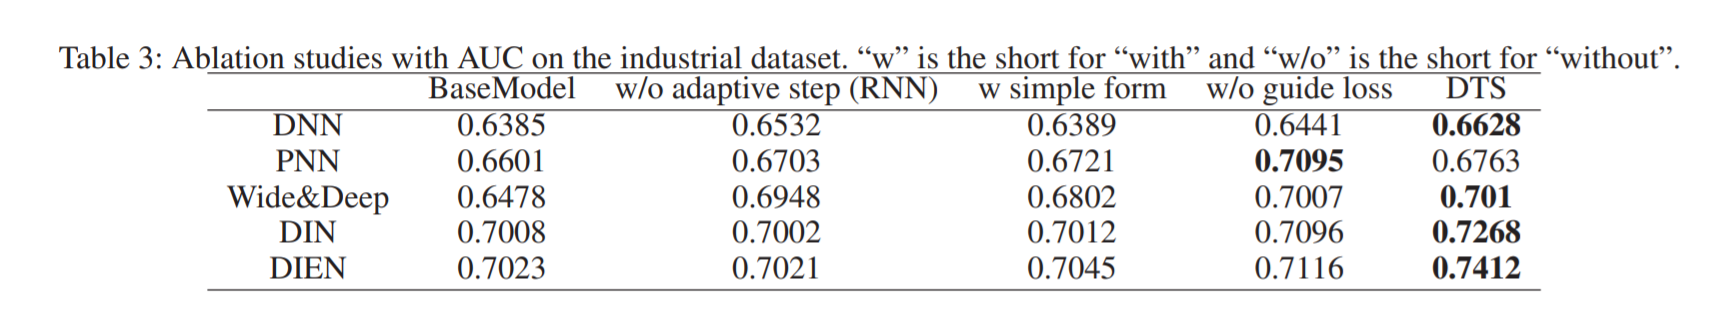 Table 3: Ablation studies with AUC on the industrial dataset. “w” is the short for “with” and “w/o” is the short for “without”.
BaseModel w/o adaptive step (RNN) w simple form w/o guide loss DTS
DNN 0.6385 0.6532 0.6389 0.6441 0.6628
PNN 0.6601 0.6703 0.6721 0.7095 0.6763
Wide&Deep 0.6478 0.6948 0.6802 0.7007 0.701
DIN 0.7008 0.7002 0.7012 0.7096 0.7268
DIEN 0.7023 0.7021 0.7045 0.7116 0.7412